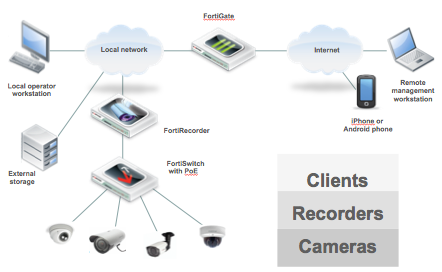 FortiGate
Local network
Internet
Local operator
workstation
Remote
management
workstation
iPhone or
Android phone
FortiRecorder
External
storage
FortiSwitch
with PoE
Clients
Recorders
Cameras